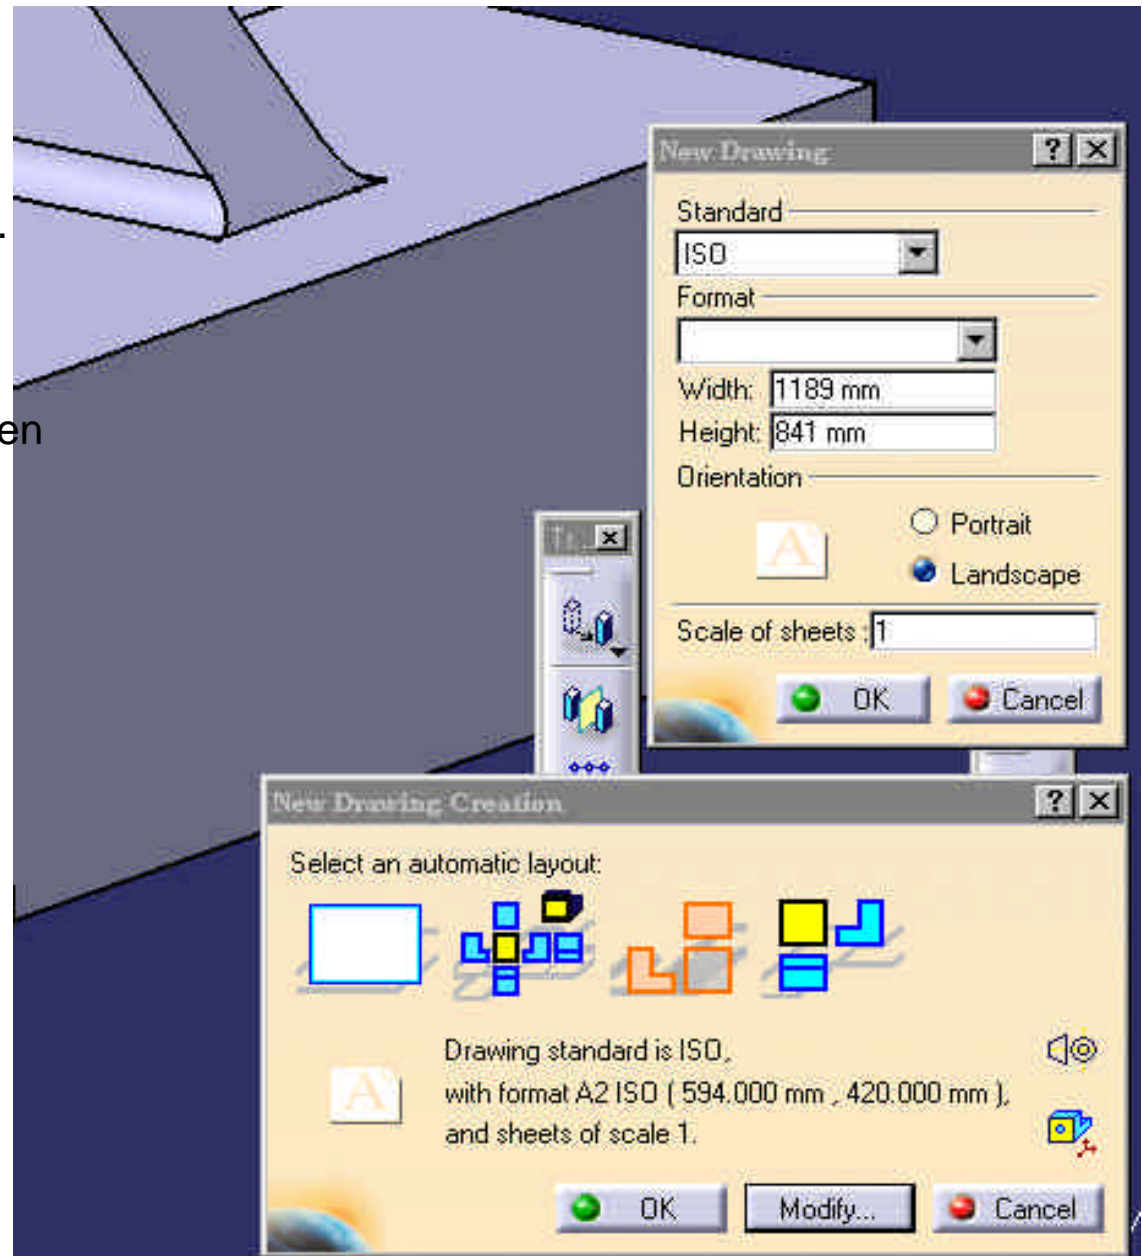 New Drawing
Standard
.
ISO
Format
Width: 1189 mm
en
Height: 841 mm
Orientation
Portrait
Landscape
Scale of sheets : 1
OK Cancel
New Drawing Creation
Select an automatic layout:
Drawing standard is ISO,
with format A2 ISO ( 594.000 mm , 420.000 mm ),
and sheets of scale 1.
OK Modify... Cancel